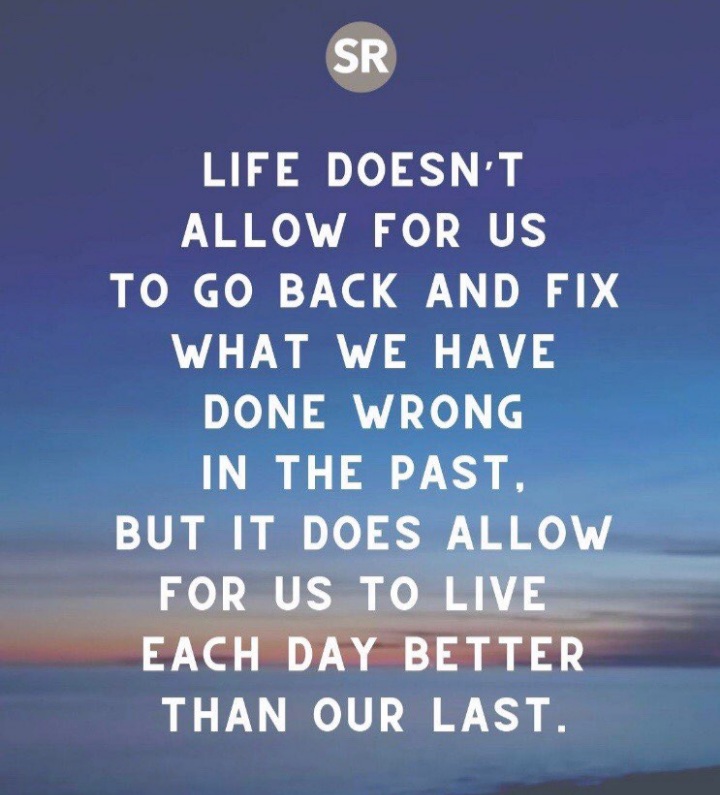 SR
LIFE DOESN'T
ALLOW FOR US
TO GO BACK AND FIX
WHAT WE HAVE
DONE WRONG
IN THE PAST,
BUT IT DOES ALLOW
FOR US TO LIVE
EACH DAY BETTER
THAN OUR LAST.